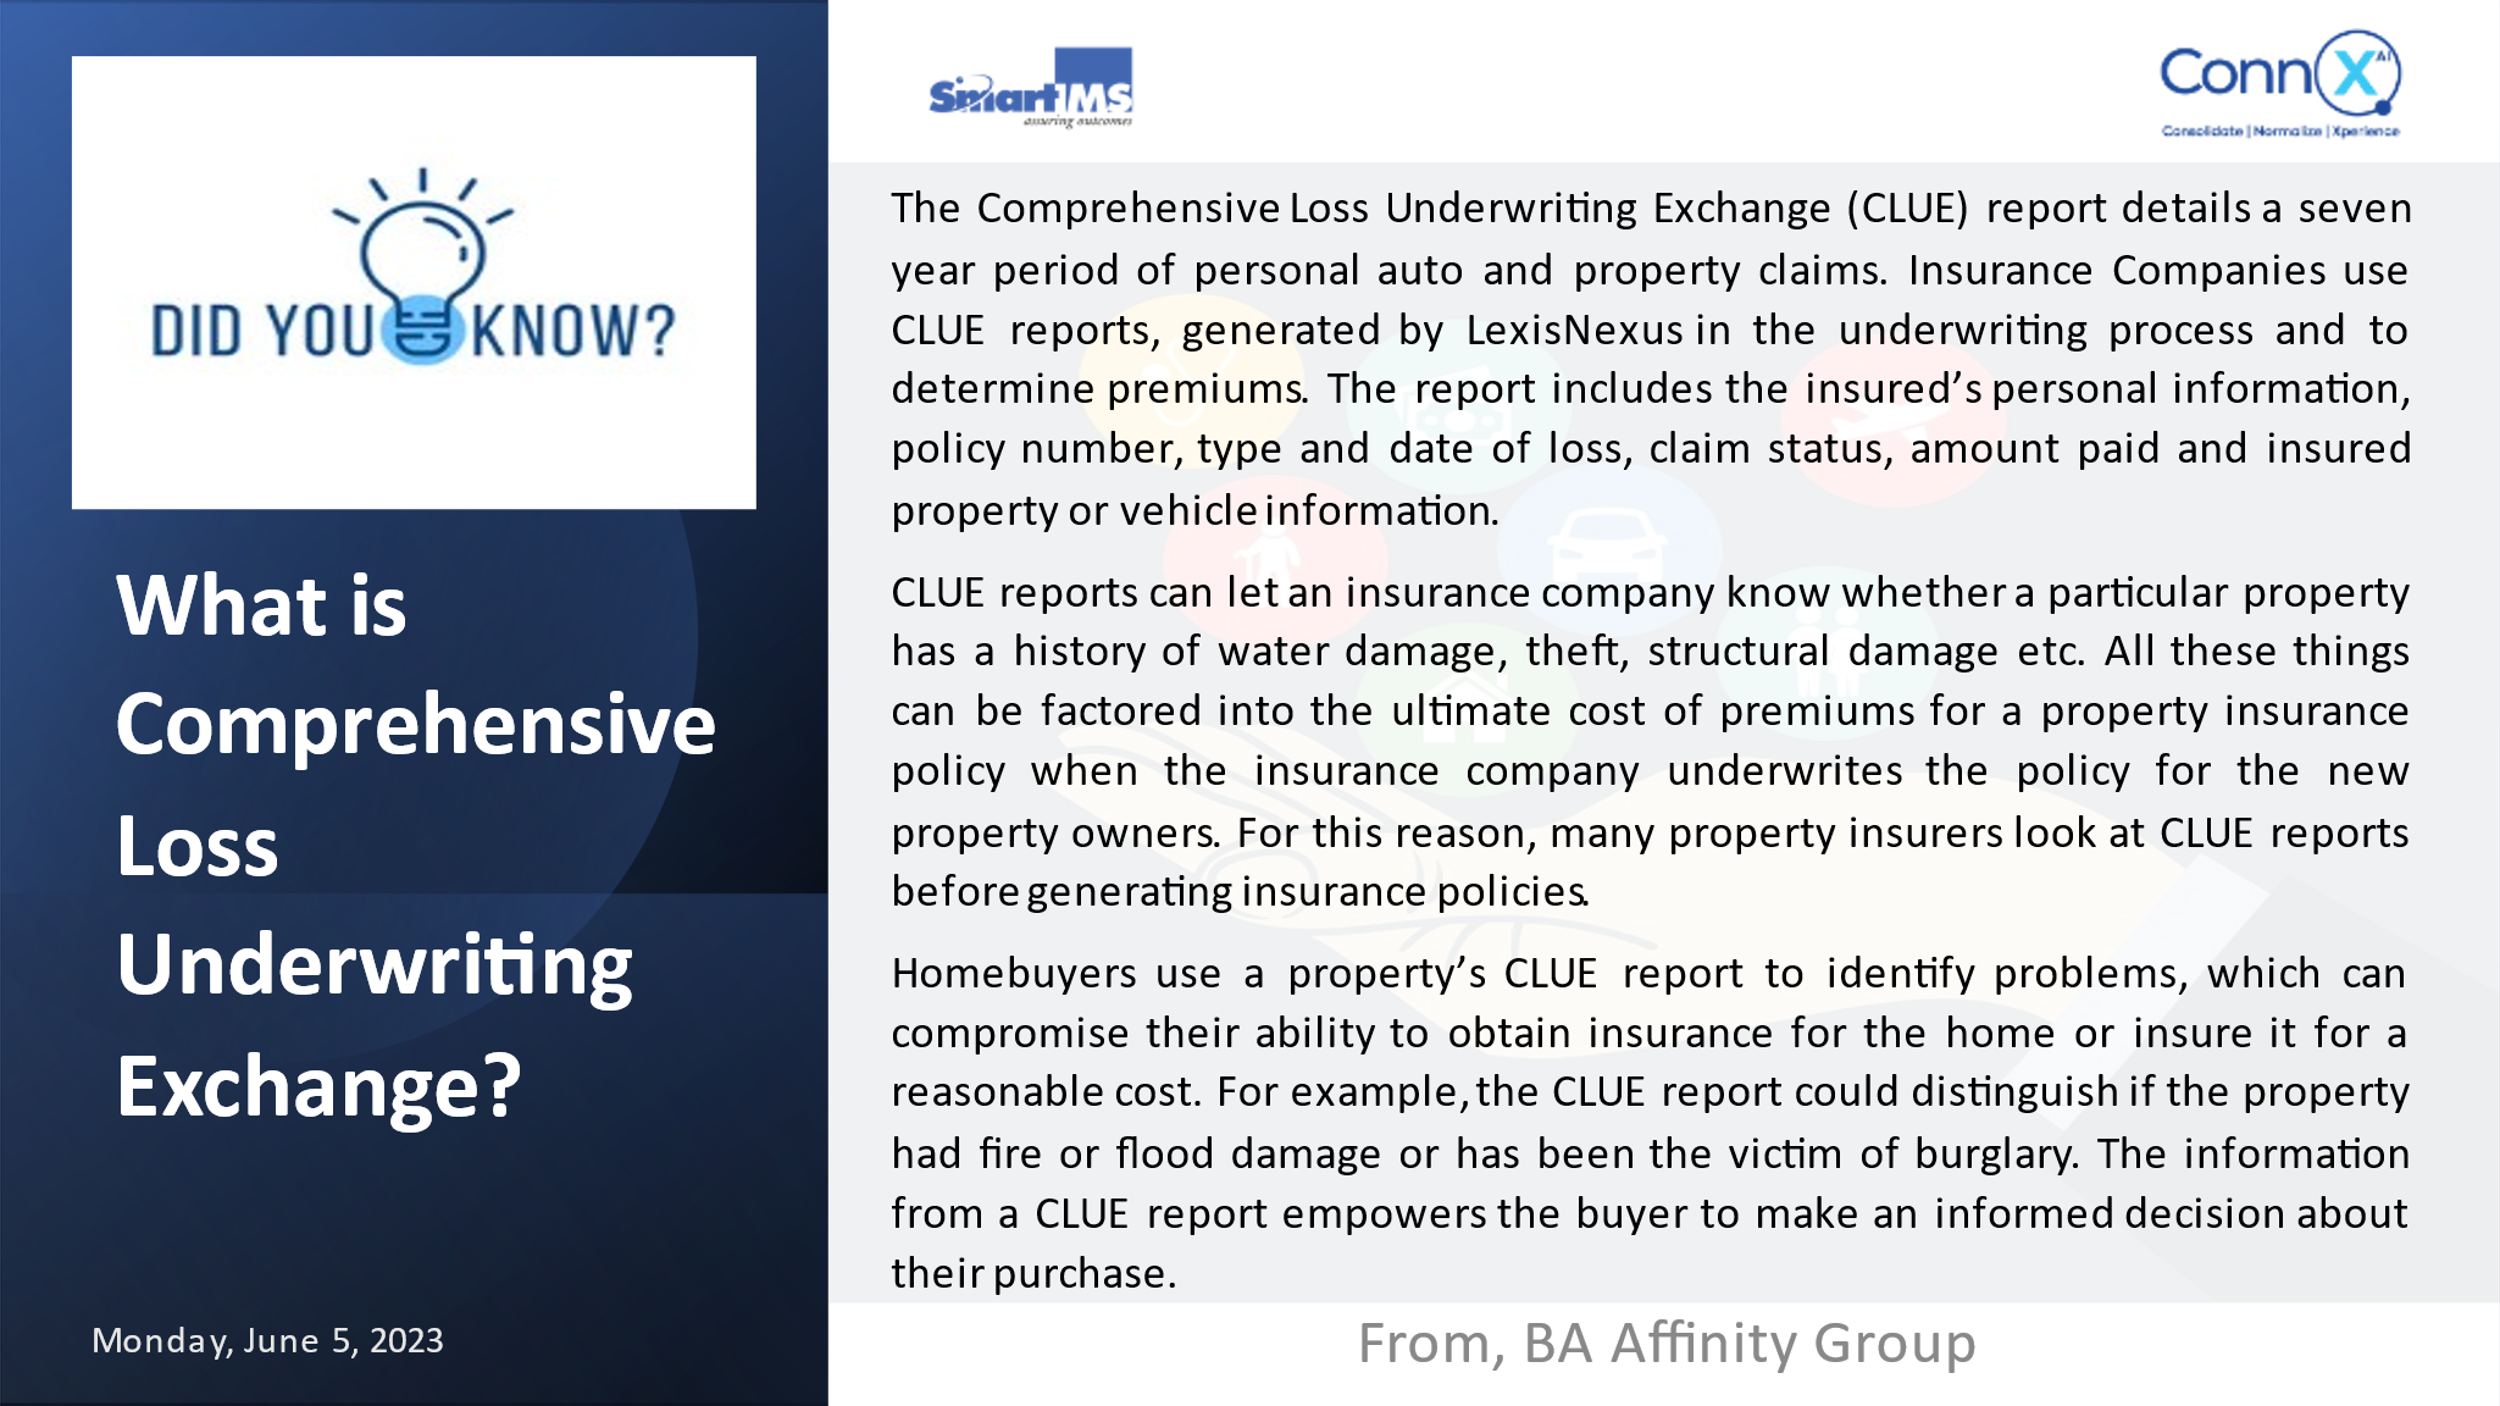 DID YOU KNOW?
What is
Comprehensive
Loss
Underwriting
Exchange?
Monday, June 5, 2023
SmartIMS
assuring outcomes
ConnX AI
Consolidate | Normalize | Xperience
The Comprehensive Loss Underwriting Exchange (CLUE) report details a seven
year period of personal auto and property claims. Insurance Companies use
CLUE reports, generated by LexisNexus in the underwriting process and to
determine premiums. The report includes the insured’s personal information,
policy number, type and date of loss, claim status, amount paid and insured
property or vehicle information.
CLUE reports can let an insurance company know whether a particular property
has a history of water damage, theft, structural damage etc. All these things
can be factored into the ultimate cost of premiums for a property insurance
policy when the insurance company underwrites the policy for the new
property owners. For this reason, many property insurers look at CLUE reports
before generating insurance policies.
Homebuyers use a property’s CLUE report to identify problems, which can
compromise their ability to obtain insurance for the home or insure it for a
reasonable cost. For example, the CLUE report could distinguish if the property
had fire or flood damage or has been the victim of burglary. The information
from a CLUE report empowers the buyer to make an informed decision about
their purchase.
From, BA Affinity Group